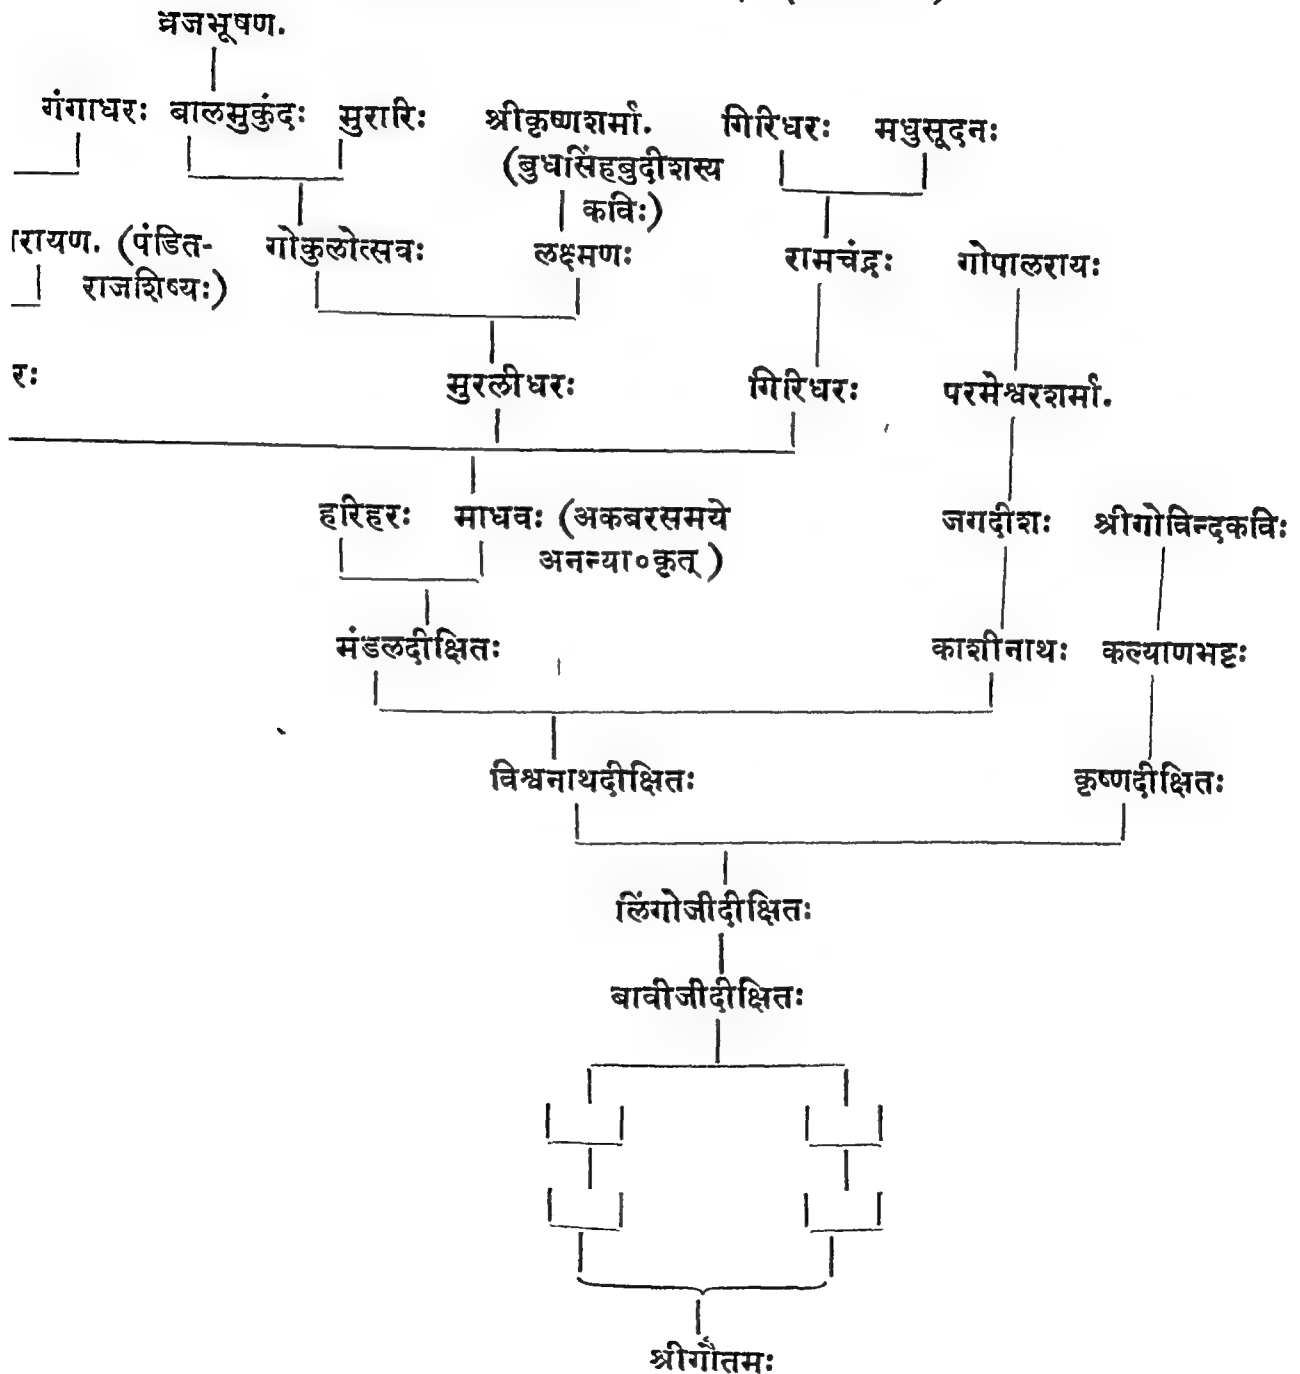 व्रजभूषण.
गंगाधरः बालमुकुंदः मुरारिः श्रीकृष्णशर्मा. गिरिधरः मधुसूदनः
(बुधसिंहबुदीशस्य
कविः)
ारायण. (पंडित- गोकुलोत्सवः लक्ष्मणः रामचंद्रः गोपालरायः
राजशिष्यः)
रः मुरलीधरः गिरिधरः परमेश्वरशर्मा.
हरिहरः माधवः (अकबरसमये जगदीशः श्रीगोविन्दकविः
अनन्या०कृत्)
मंडलदीक्षितः काशीनाथः कल्याणभट्टः
विश्वनाथदीक्षितः कृष्णदीक्षितः
लिंगोजीदीक्षितः
बावीजीदीक्षितः
श्रीगौतमः